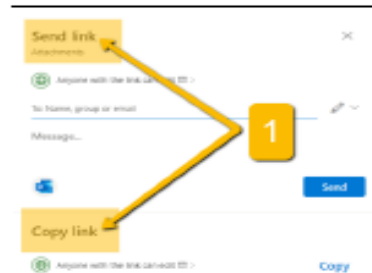 Send link
Attachments
Anyone with the link can edit >
To: Name, group or email
Message...
1
Send
Copy link
Anyone with the link can edit >
Copy